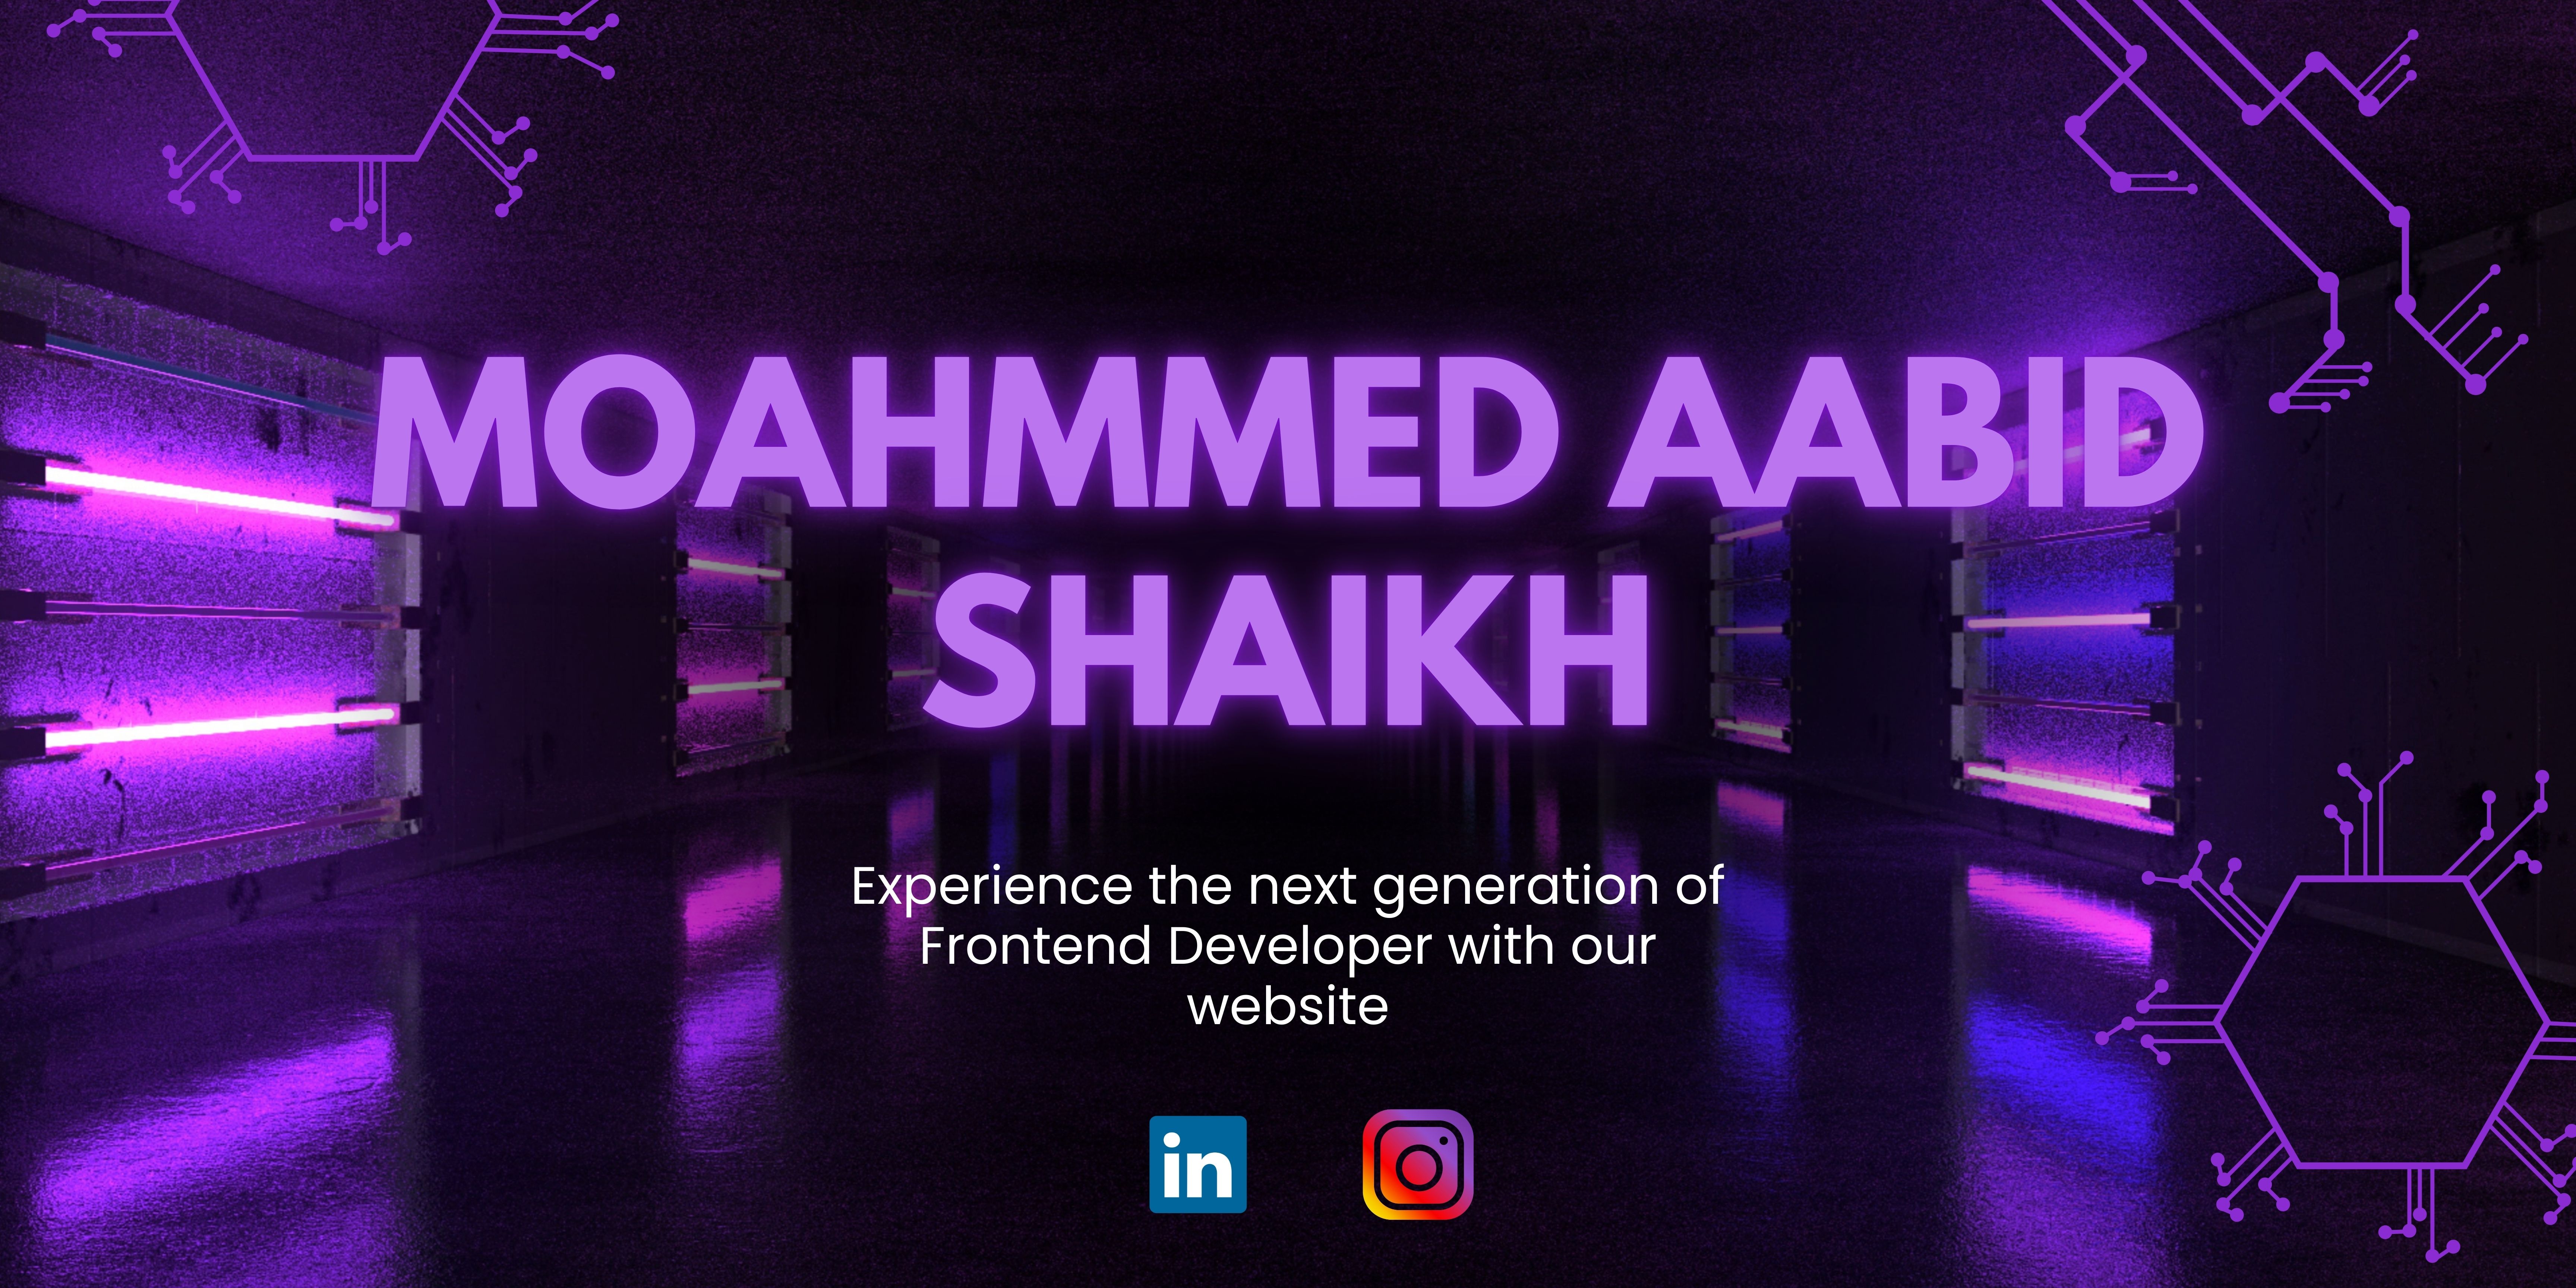 MOAHMMED AABID
SHAIKH
Experience the next generation of
Frontend Developer with our
website
in